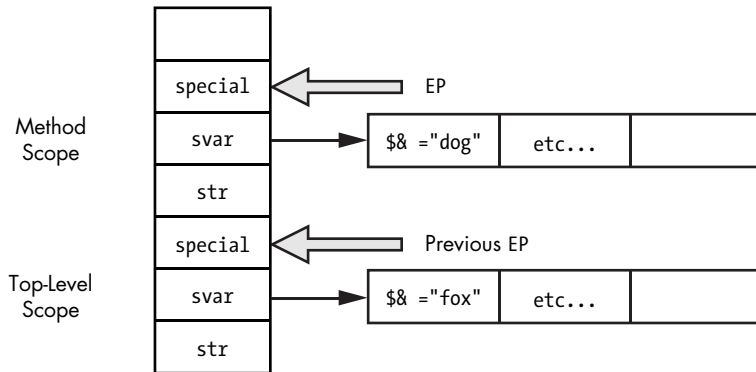 special
EP
Method
Scope
svar
$& ="dog"
etc...
str
special
Previous EP
Top-Level
Scope
svar
$& ="fox"
etc...
str